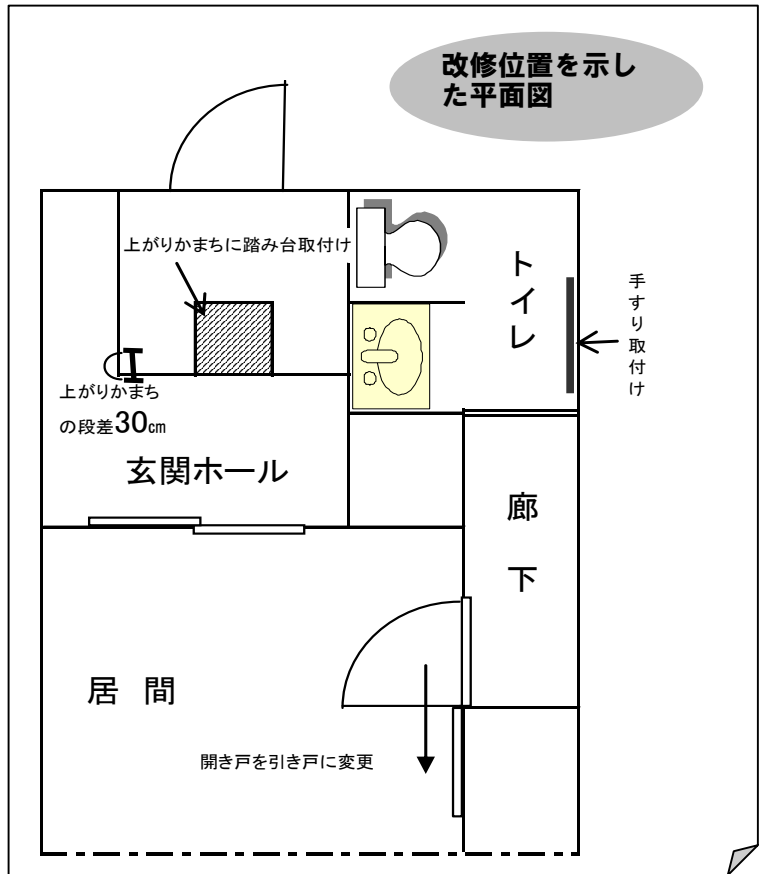 改修位置を示し
た平面図
上がりかまちに踏み台取付け
トイレ
手すり取付け
上がりかまち
の段差30cm
玄関ホール
廊下
居間
開き戸を引き戸に変更